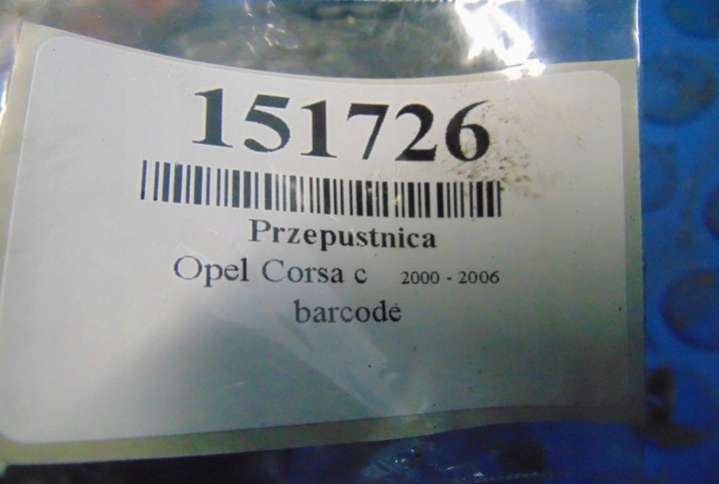 151726
Przepustnica
Opel Corsa c 2000 - 2006
barcode